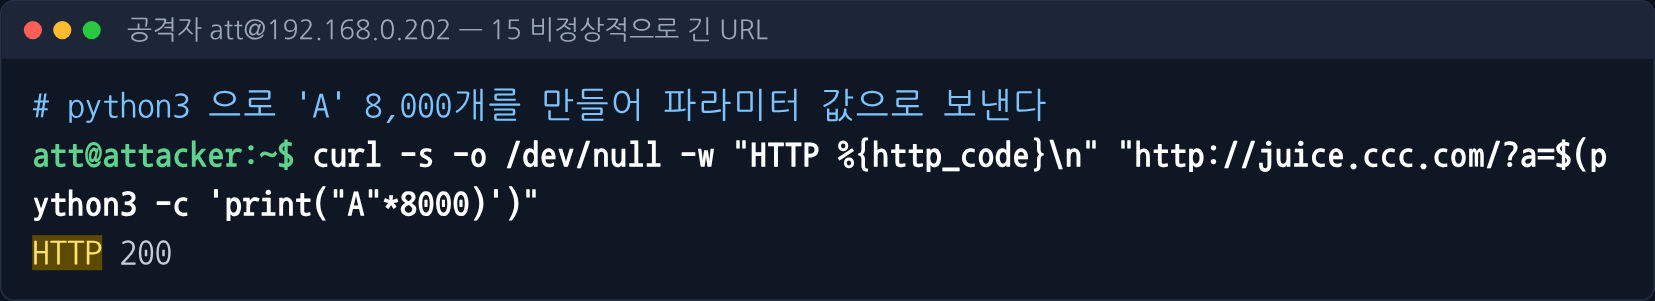 공격자 att@192.168.0.202 — 15 비정상적으로 긴 URL
# python3 으로 'A' 8,000개를 만들어 파라미터 값으로 보낸다
att@attacker:~$ curl -s -o /dev/null -w "HTTP %{http_code}\n" "http://juice.ccc.com/?a=$(p
ython3 -c 'print("A"*8000)')"
HTTP 200